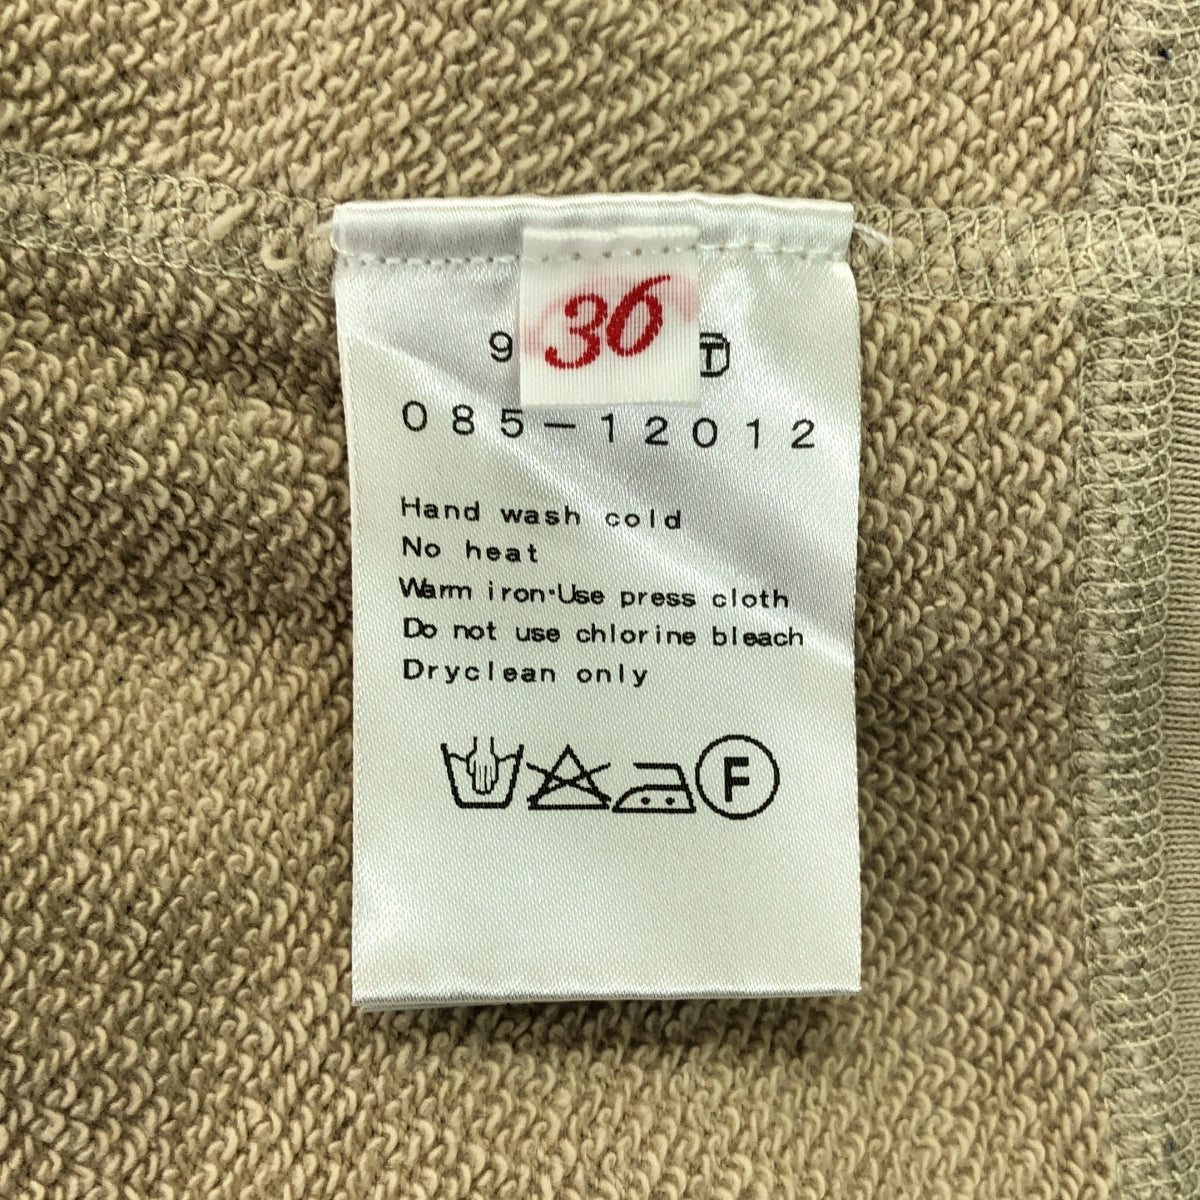 36
9 T
085-12012
Hand wash cold
No heat
Warm iron·Use press cloth
Do not use chlorine bleach
Dryclean only
F